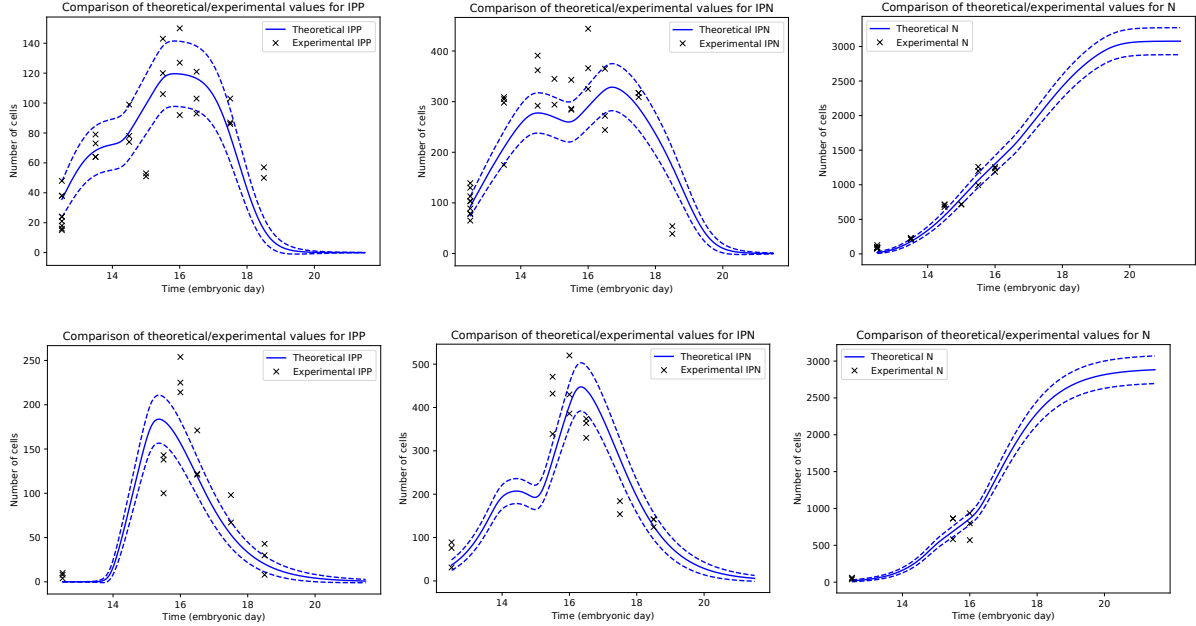 Comparison of theoretical/experimental values for IPP
Theoretical IPP
Experimental IPP
Number of cells
140
120
100
80
60
40
20
0
14
16
18
20
Time (embryonic day)
Comparison of theoretical/experimental values for IPN
Theoretical IPN
Experimental IPN
Number of cells
400
300
200
100
0
14
16
18
20
Time (embryonic day)
Comparison of theoretical/experimental values for N
Theoretical N
Experimental N
Number of cells
3000
2500
2000
1500
1000
500
0
14
16
18
20
Time (embryonic day)
Comparison of theoretical/experimental values for IPP
Theoretical IPP
Experimental IPP
Number of cells
250
200
150
100
50
0
14
16
18
20
Time (embryonic day)
Comparison of theoretical/experimental values for IPN
Theoretical IPN
Experimental IPN
Number of cells
500
400
300
200
100
0
14
16
18
20
Time (embryonic day)
Comparison of theoretical/experimental values for N
Theoretical N
Experimental N
Number of cells
3000
2500
2000
1500
1000
500
0
14
16
18
20
Time (embryonic day)